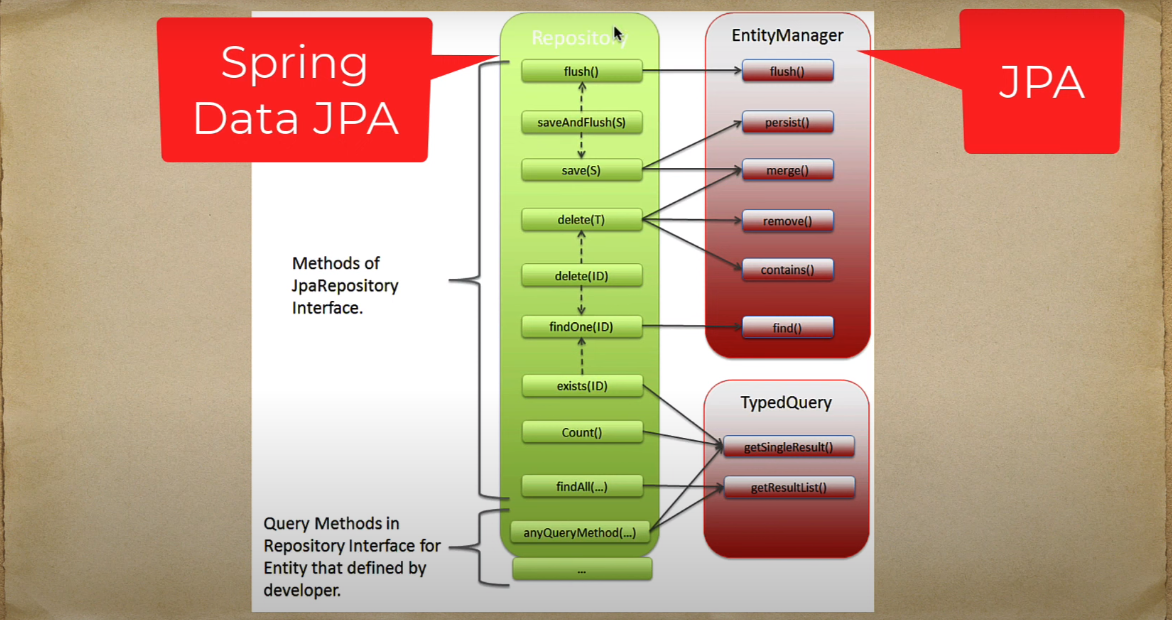 Spring
Data JPA
Repository
flush()
saveAndFlush(S)
save(S)
delete(T)
delete(ID)
findOne(ID)
exists(ID)
Count()
findAll(...)
anyQueryMethod(...)
...
EntityManager
flush()
persist()
merge()
remove()
contains()
find()
TypedQuery
getSingleResult()
getResultList()
JPA
Methods of
JpaRepository
Interface.
Query Methods in
Repository Interface for
Entity that defined by
developer.